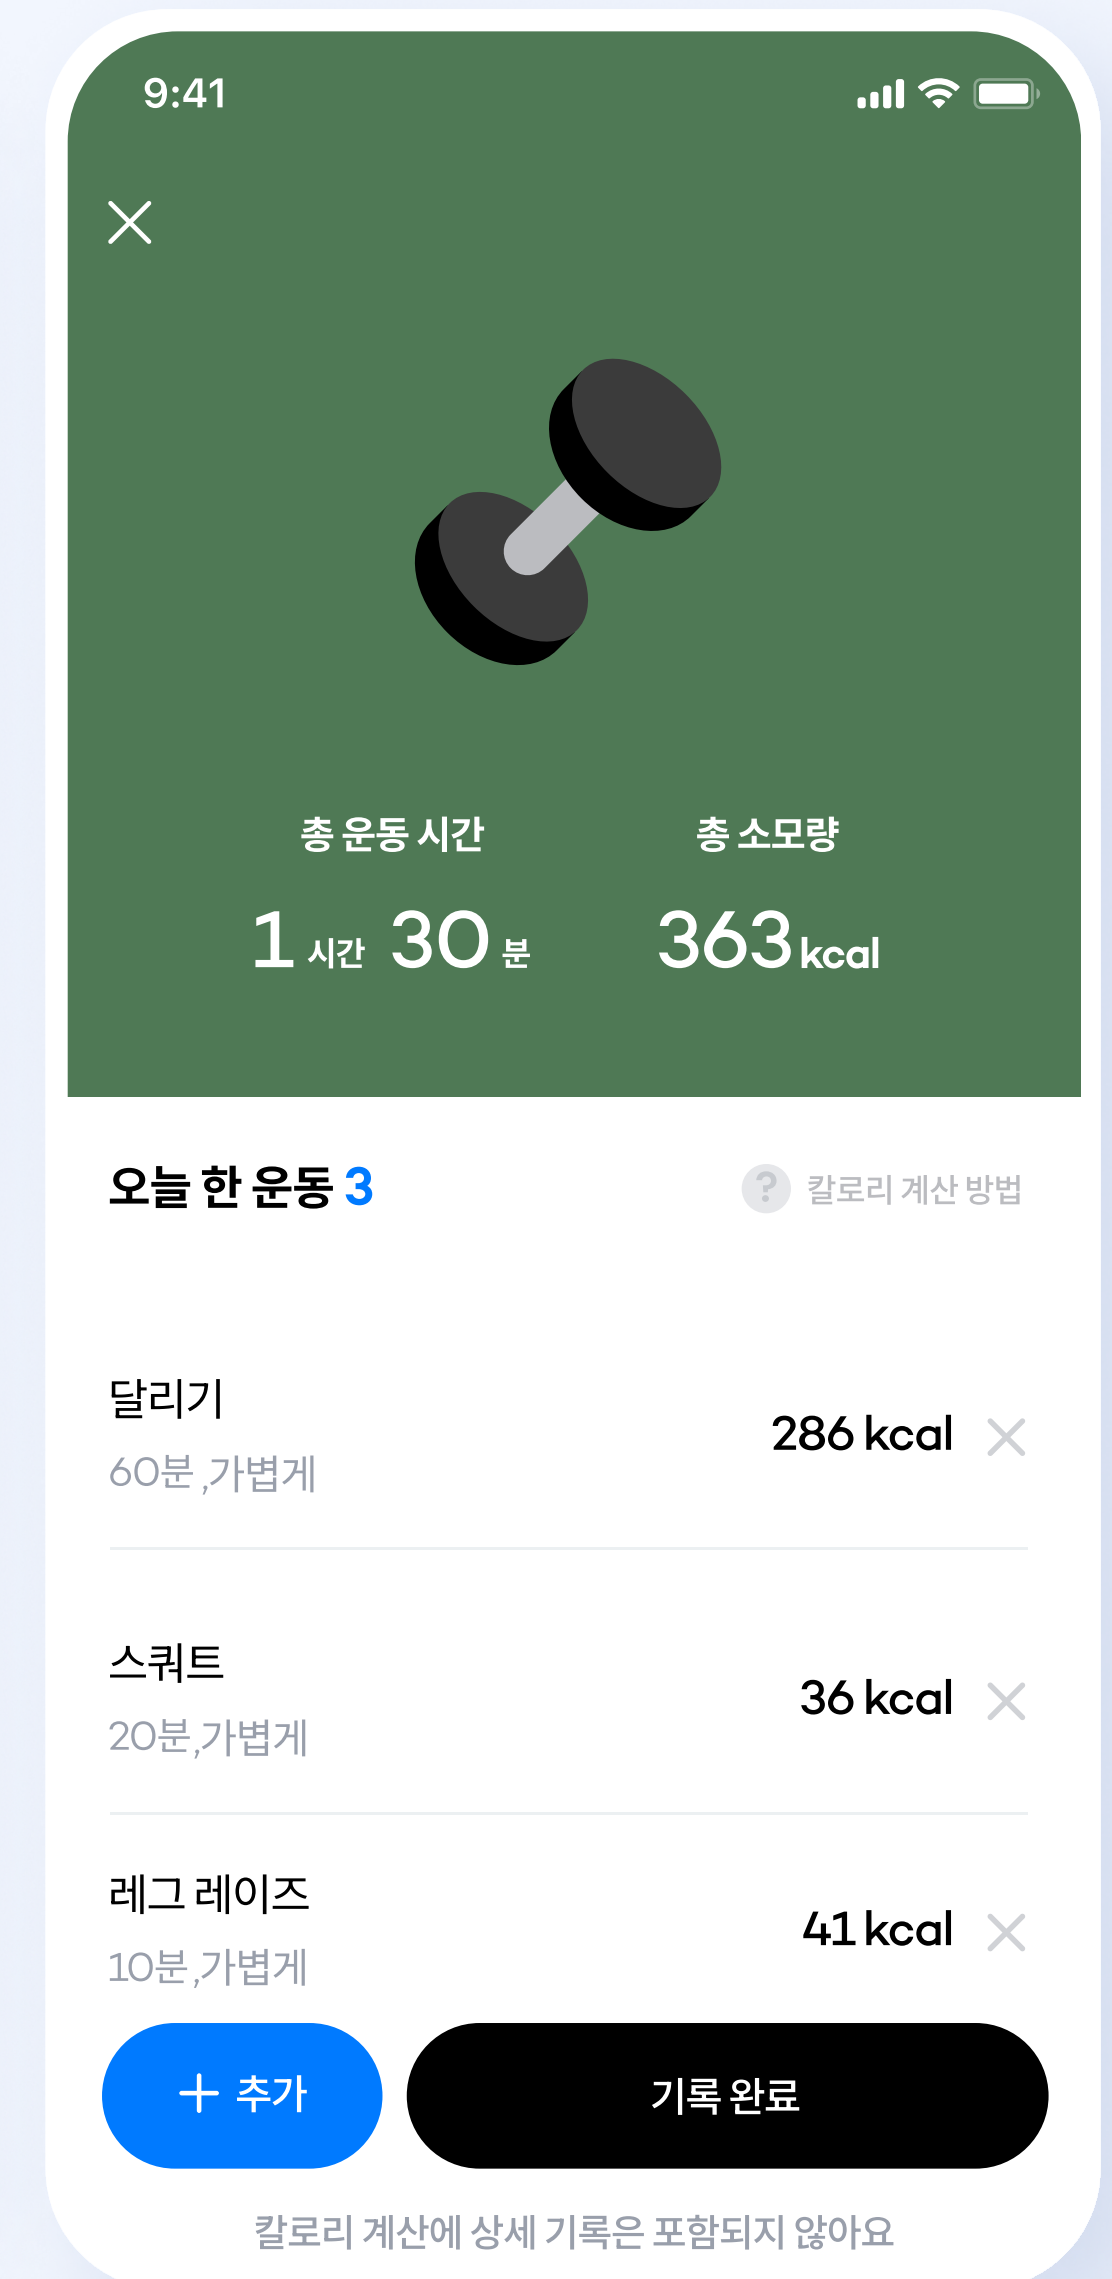 9:41
총 운동 시간 총 소모량
1 시간 30 분 363 kcal
오늘 한 운동 3 ? 칼로리 계산 방법
달리기
286 kcal
60분 ,가볍게
스쿼트
36 kcal
20분,가볍게
레그 레이즈
41 kcal
10분,가볍게
+ 추가 기록 완료
칼로리 계산에 상세 기록은 포함되지 않아요